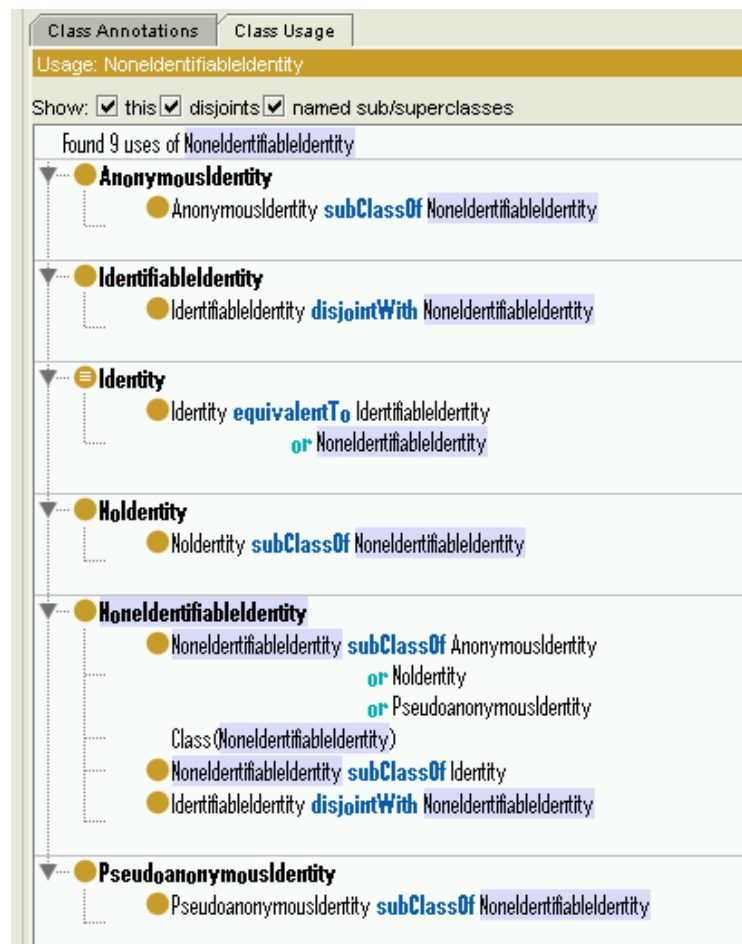 Class Annotations Class Usage
Usage: NoneIdentifiableIdentity
Show: this disjoints named sub/superclasses
Found 9 uses of NoneIdentifiableIdentity
AnonymousIdentity
AnonymousIdentity subClassOf NoneIdentifiableIdentity
IdentifiableIdentity
IdentifiableIdentity disjointWith NoneIdentifiableIdentity
Identity
Identity equivalentTo IdentifiableIdentity
or NoneIdentifiableIdentity
NoIdentity
NoIdentity subClassOf NoneIdentifiableIdentity
NoneIdentifiableIdentity
NoneIdentifiableIdentity subClassOf AnonymousIdentity
or NoIdentity
or PseudoanonymousIdentity
Class(NoneIdentifiableIdentity)
NoneIdentifiableIdentity subClassOf Identity
IdentifiableIdentity disjointWith NoneIdentifiableIdentity
PseudoanonymousIdentity
PseudoanonymousIdentity subClassOf NoneIdentifiableIdentity